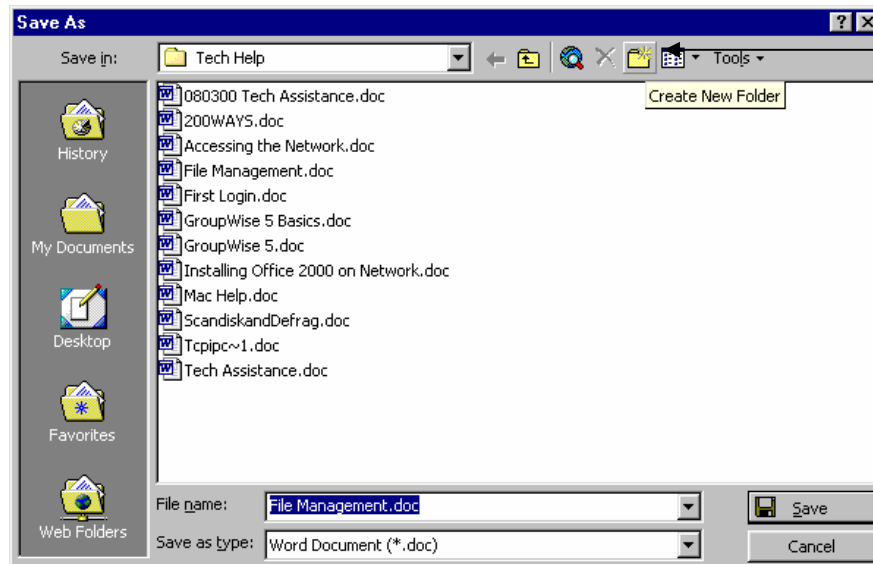 Save As
Save in: Tech Help Tools
Create New Folder
History
My Documents
Desktop
Favorites
Web Folders
080300 Tech Assistance.doc
200WAYS.doc
Accessing the Network.doc
File Management.doc
First Login.doc
GroupWise 5 Basics.doc
GroupWise 5.doc
Installing Office 2000 on Network.doc
Mac Help.doc
ScandiskandDefrag.doc
Tcpipc~1.doc
Tech Assistance.doc
File name: File Management.doc Save
Save as type: Word Document (*.doc) Cancel